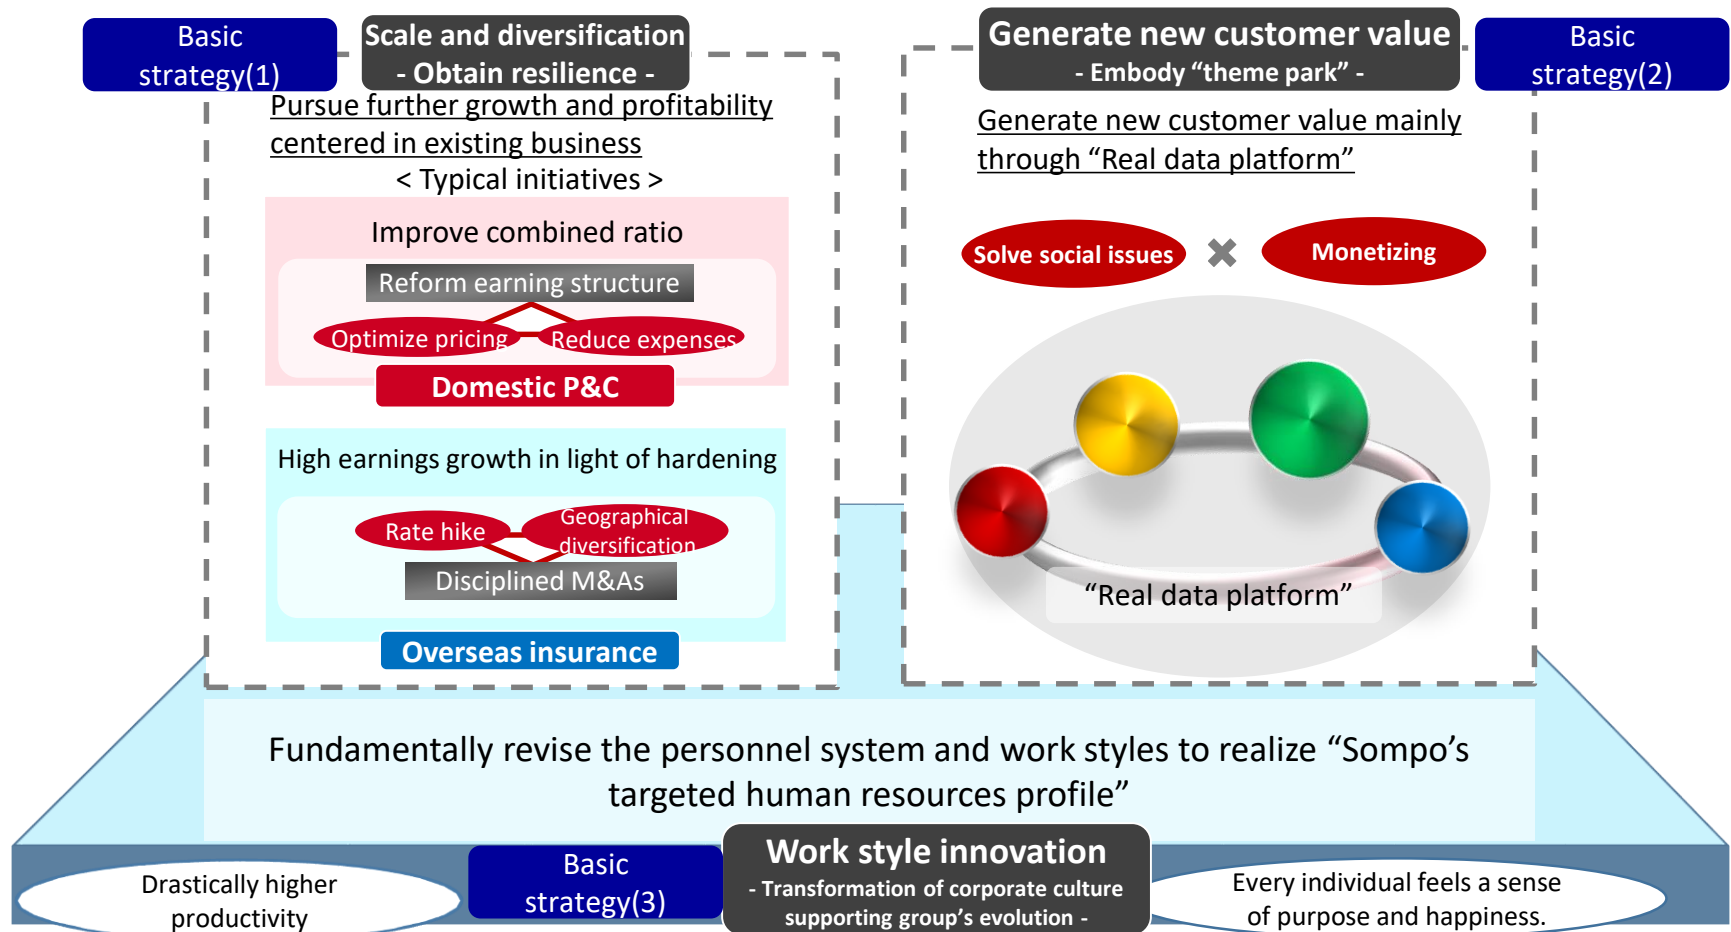 Basic
strategy(1)
Scale and diversification
- Obtain resilience -
Pursue further growth and profitability
centered in existing business
< Typical initiatives >
Improve combined ratio
Reform earning structure
Optimize pricing
Reduce expenses
Domestic P&C
High earnings growth in light of hardening
Rate hike
Geographical
diversification
Disciplined M&As
Overseas insurance
Generate new customer value
- Embody “theme park” -
Basic
strategy(2)
Generate new customer value mainly
through “Real data platform”
Solve social issues
✖
Monetizing
“Real data platform”
Fundamentally revise the personnel system and work styles to realize “Sompo’s
targeted human resources profile”
Drastically higher
productivity
Basic
strategy(3)
Work style innovation
- Transformation of corporate culture
supporting group’s evolution -
Every individual feels a sense
of purpose and happiness.